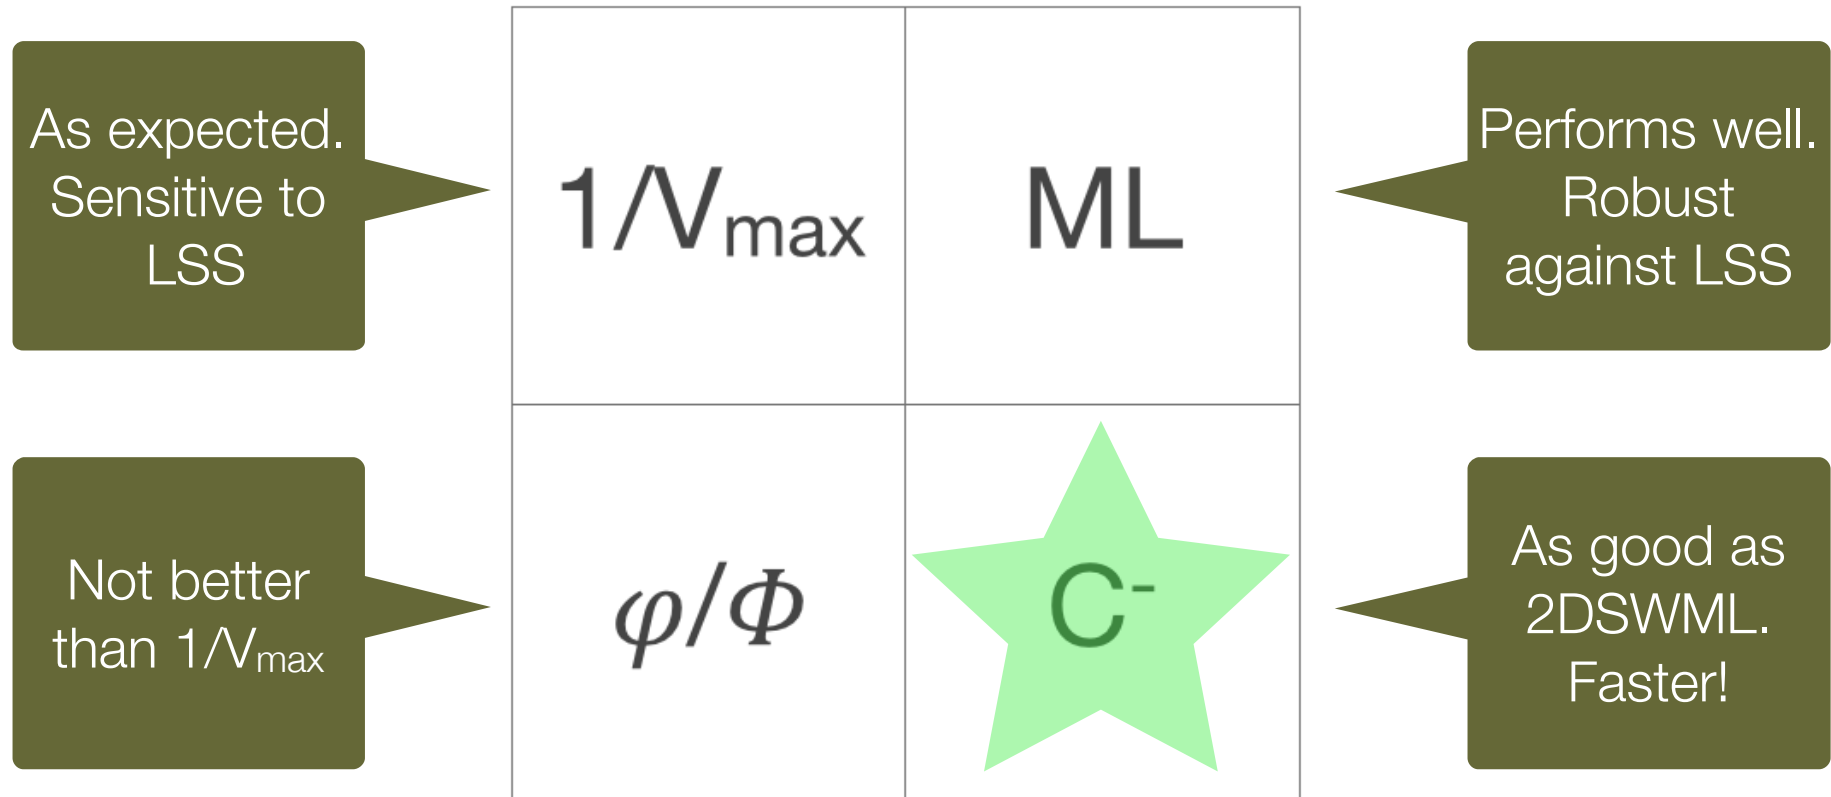 As expected.
Sensitive to
LSS
1/Vmax
ML
Performs well.
Robust
against LSS
Not better
than 1/Vmax
φ/Φ
C-
As good as
2DSWML.
Faster!